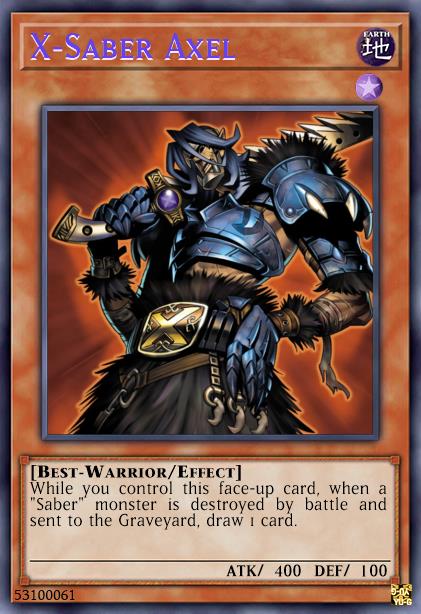 X-Saber Axel
EARTH
地
[Best-Warrior/Effect]
While you control this face-up card, when a
"Saber" monster is destroyed by battle and
sent to the Graveyard, draw 1 card.
ATK/ 400 DEF/ 100
53100061